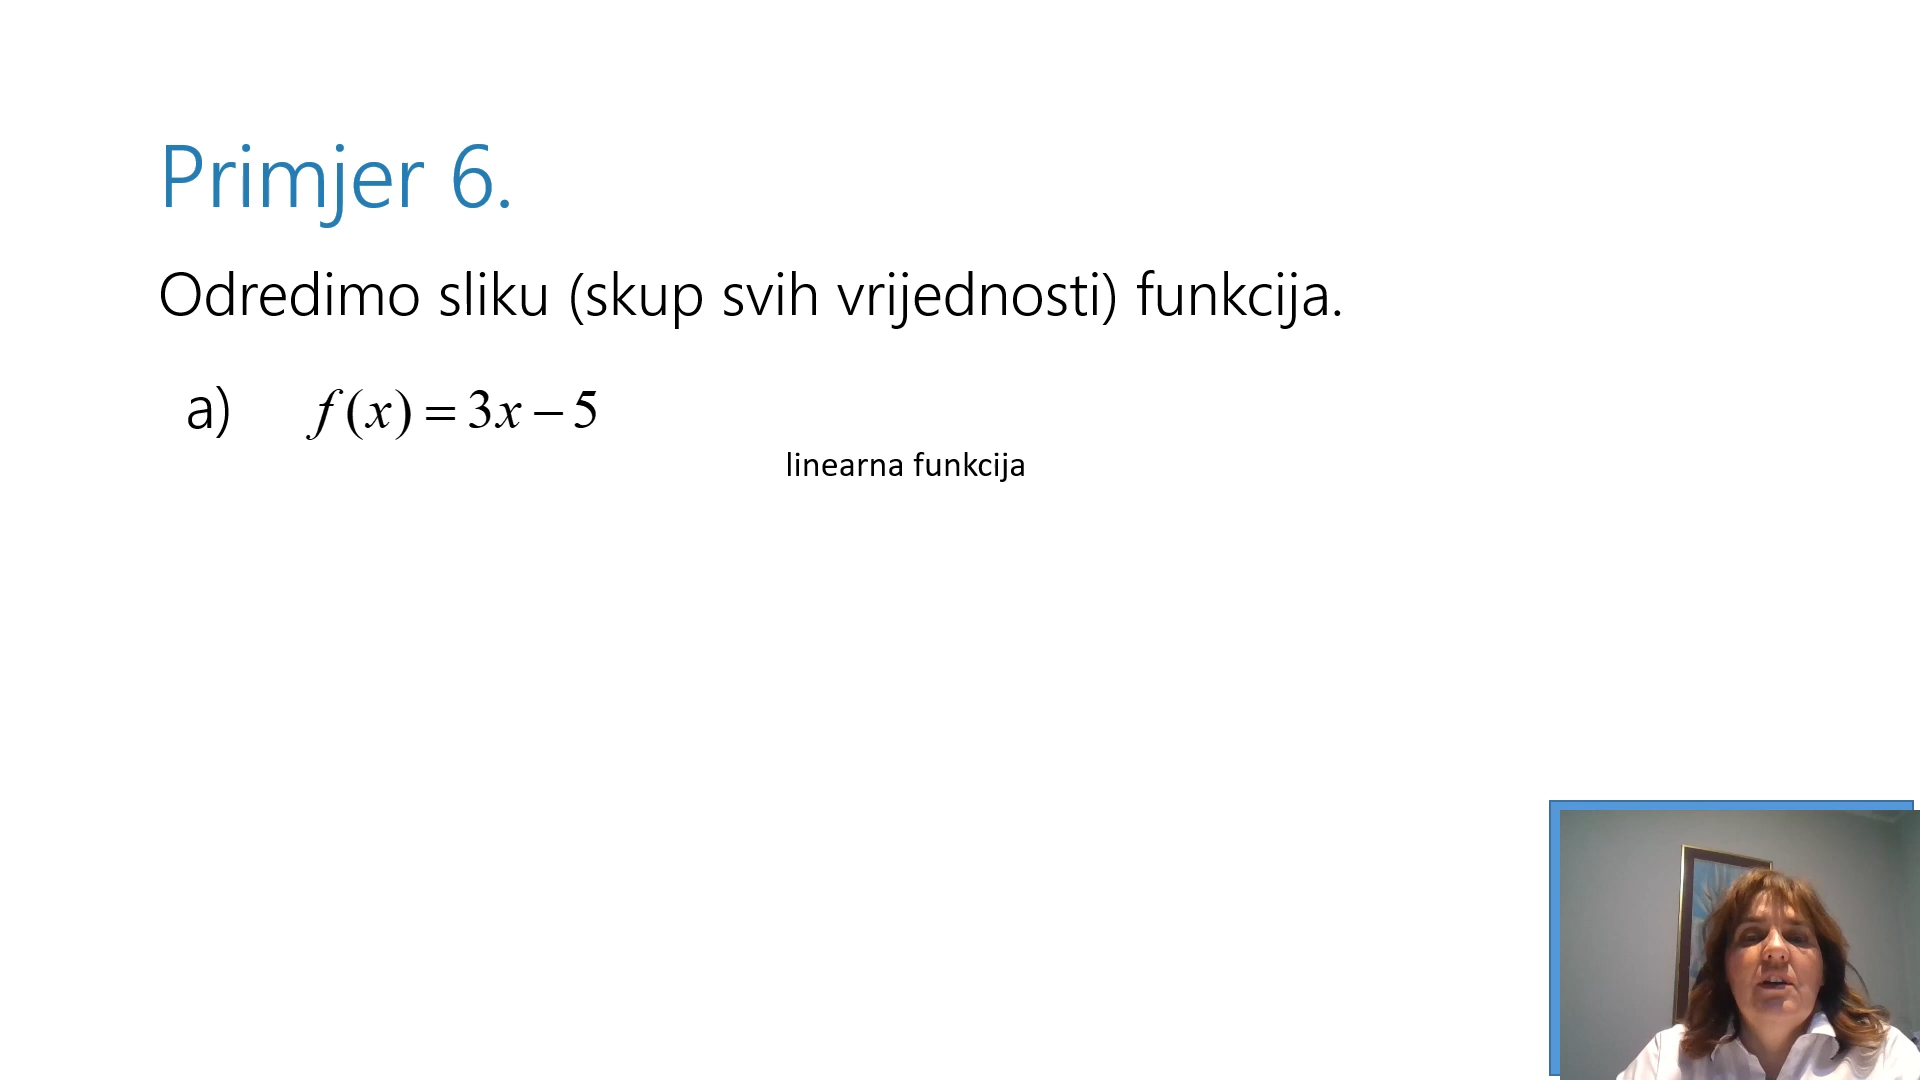 Primjer 6.
Odredimo sliku (skup svih vrijednosti) funkcija.
a) f(x) = 3x – 5
linearna funkcija